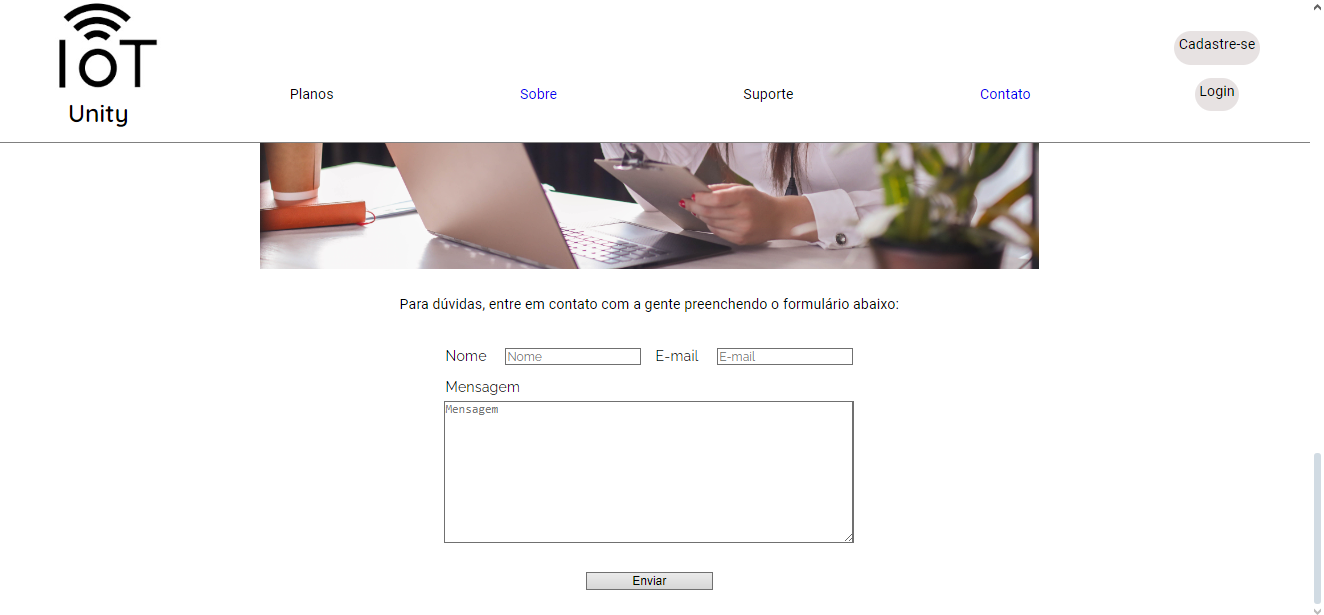 IoT
Unity
Planos
Sobre
Suporte
Contato
Cadastre-se
Login
Para dúvidas, entre em contato com a gente preenchendo o formulário abaixo:
Nome Nome E-mail E-mail
Mensagem
Mensagem
Enviar